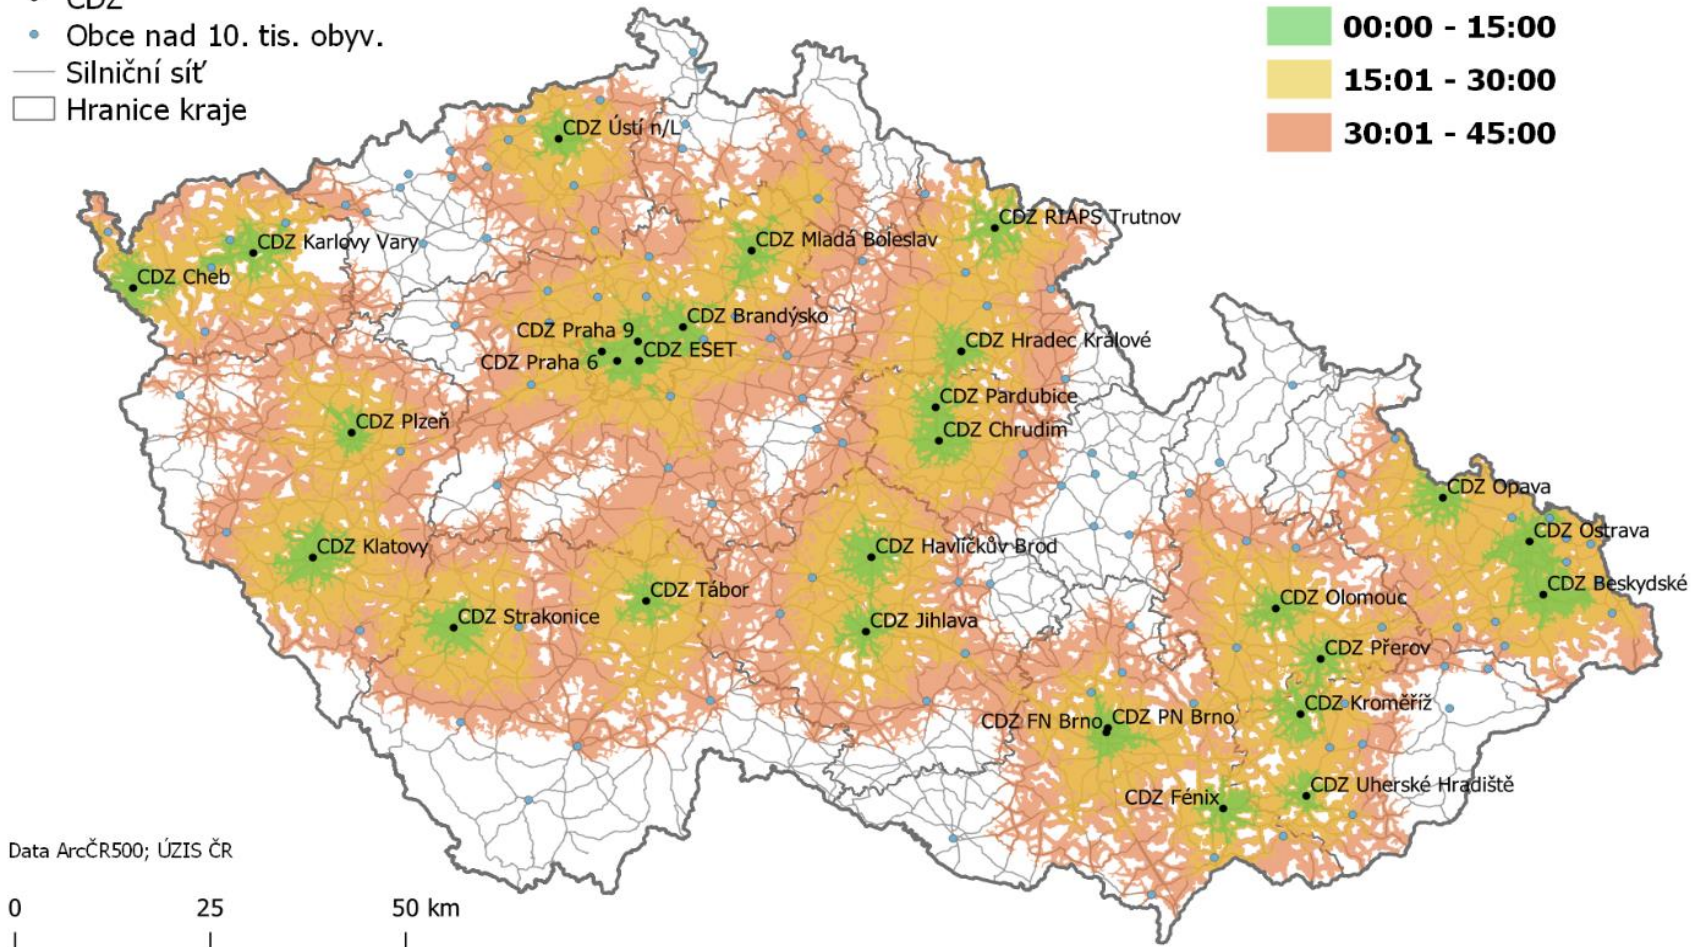 CDZ
Obce nad 10. tis. obyv.
Silniční síť
Hranice kraje
00:00 - 15:00
15:01 - 30:00
30:01 - 45:00
CDZ Ústí n/L
CDZ RIAPS Trutnov
CDZ Karlovy Vary
CDZ Mladá Boleslav
CDZ Cheb
CDZ Brandýsko
CDZ Praha 9
CDZ Hradec Králové
CDZ ESET
CDZ Praha 6
CDZ Pardubice
CDZ Plzeň
CDZ Chrudim
CDZ Opava
CDZ Ostrava
CDZ Klatovy
CDZ Havlíčkův Brod
CDZ Beskydské
CDZ Tábor
CDZ Olomouc
CDZ Strakonice
CDZ Jihlava
CDZ Přerov
CDZ Kroměříž
CDZ FN Brno
CDZ PN Brno
CDZ Uherské Hradiště
CDZ Fénix
Data ArcČR500; ÚZIS ČR
0 25 50 km